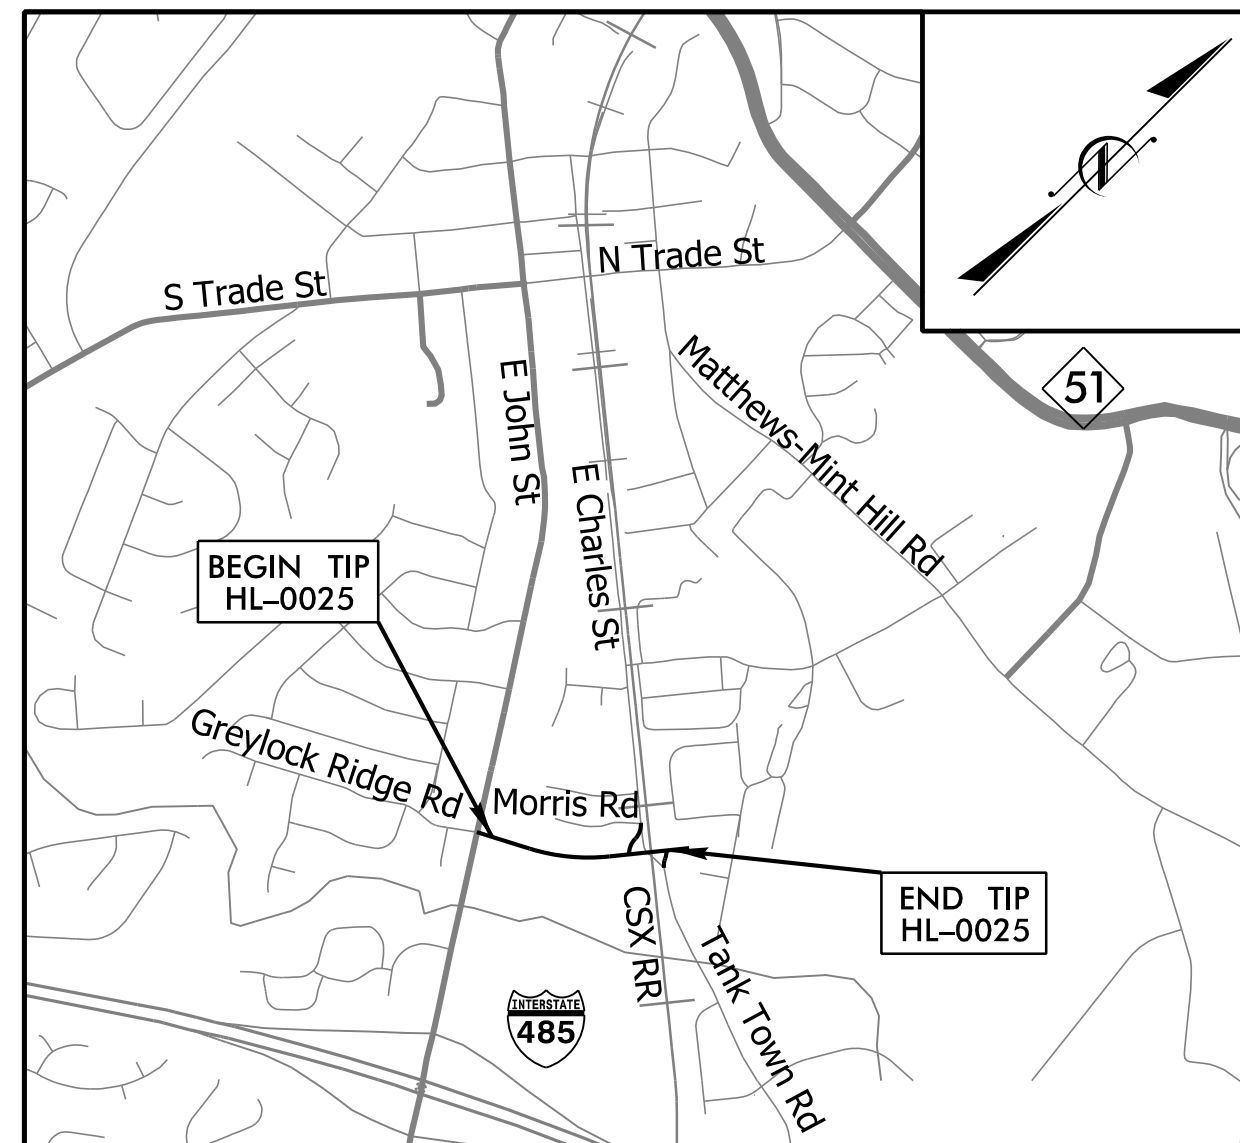 N
N Trade St
S Trade St
Matthews-Mint Hill Rd
51
E John St
E Charles St
BEGIN TIP
HL-0025
Greylock Ridge Rd
Morris Rd
END TIP
HL-0025
CSX RR
Tank Town Rd
INTERSTATE
485